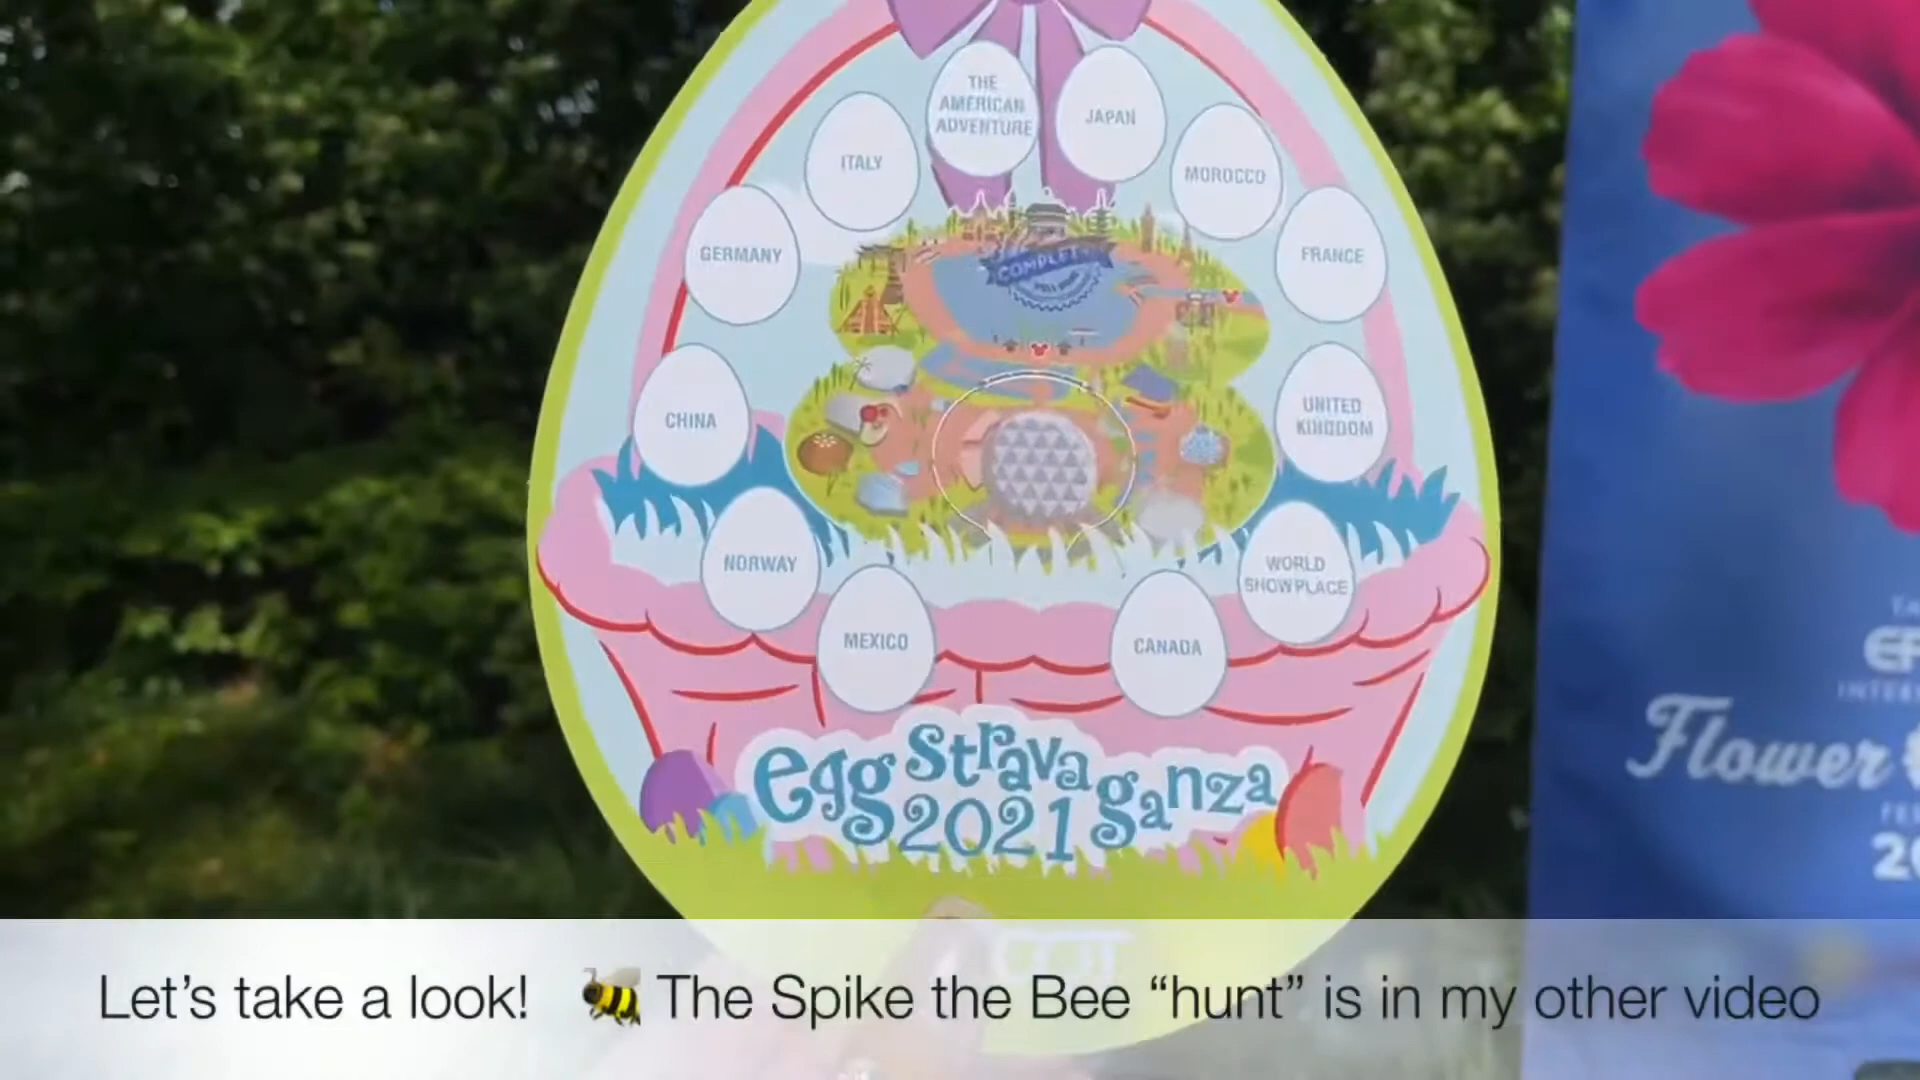 THE
AMERICAN
ADVENTURE
JAPAN
ITALY
MOROCCO
GERMANY
FRANCE
CHINA
UNITED
KINGDOM
NORWAY
WORLD
SHOWPLACE
MEXICO
CANADA
eggstravaganza
2021
Flower
Let's take a look! 🐝 The Spike the Bee “hunt” is in my other video